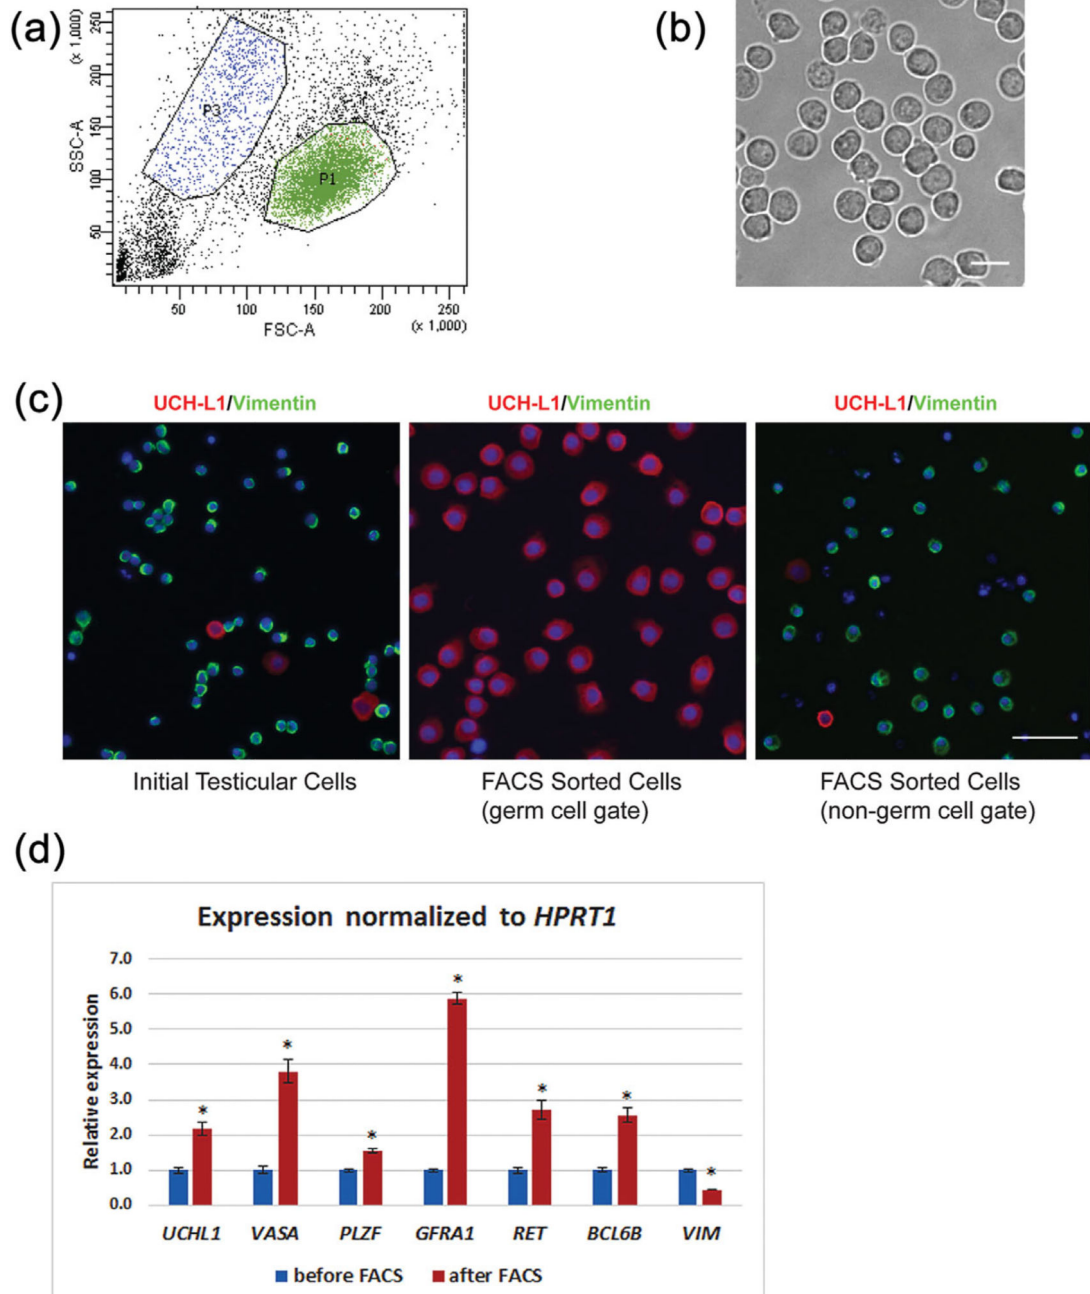 (a)
(x 1,000)
250
200
150
100
50
SSC-A
P3
P1
50 100 150 200 250
FSC-A
(x 1,000)
(b)
(c)
UCH-L1/Vimentin
UCH-L1/Vimentin
UCH-L1/Vimentin
Initial Testicular Cells
FACS Sorted Cells
(germ cell gate)
FACS Sorted Cells
(non-germ cell gate)
(d)
Expression normalized to HPRT1
Relative expression
7.0
6.0
5.0
4.0
3.0
2.0
1.0
0.0
* * * * * * *
UCHL1 VASA PLZF GFRA1 RET BCL6B VIM
before FACS after FACS